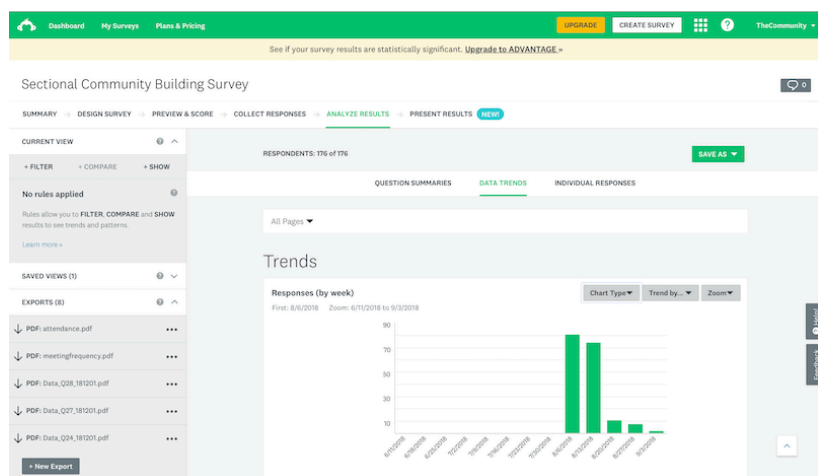 Dashboard My Surveys Plans & Pricing UPGRADE CREATE SURVEY ? TheCommunity
See if your survey results are statistically significant. Upgrade to ADVANTAGE »
Sectional Community Building Survey 0
SUMMARY → DESIGN SURVEY → PREVIEW & SCORE → COLLECT RESPONSES → ANALYZE RESULTS → PRESENT RESULTS NEW!
CURRENT VIEW ?
+ FILTER + COMPARE + SHOW
No rules applied ?
Rules allow you to FILTER, COMPARE and SHOW
results to see trends and patterns.
Learn more »
SAVED VIEWS (1) ?
EXPORTS (8) ?
PDF: attendance.pdf •••
PDF: meetingfrequency.pdf •••
PDF: Data_Q28_181201.pdf •••
PDF: Data_Q27_181201.pdf •••
PDF: Data_Q24_181201.pdf •••
+ New Export
RESPONDENTS: 176 of 176 SAVE AS
QUESTION SUMMARIES DATA TRENDS INDIVIDUAL RESPONSES
All Pages
Trends
Responses (by week) Chart Type Trend by... Zoom
First: 8/6/2018 Zoom: 6/11/2018 to 9/3/2018
90
70
50
30
10
6/11/2018 6/18/2018 6/25/2018 7/2/2018 7/9/2018 7/16/2018 7/23/2018 7/30/2018 8/6/2018 8/13/2018 8/20/2018 8/27/2018 9/3/2018
Help!
Feedback